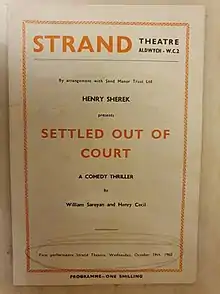 STRAND THEATRE
ALDWYCH - W.C.2
By arrangement with Send Manor Trust Ltd
HENRY SHEREK
presents
SETTLED OUT OF
COURT
A COMEDY THRILLER
by
William Saroyan and Henry Cecil
First performance Strand Theatre, Wednesday, October 19th, 1960
PROGRAMME—ONE SHILLING